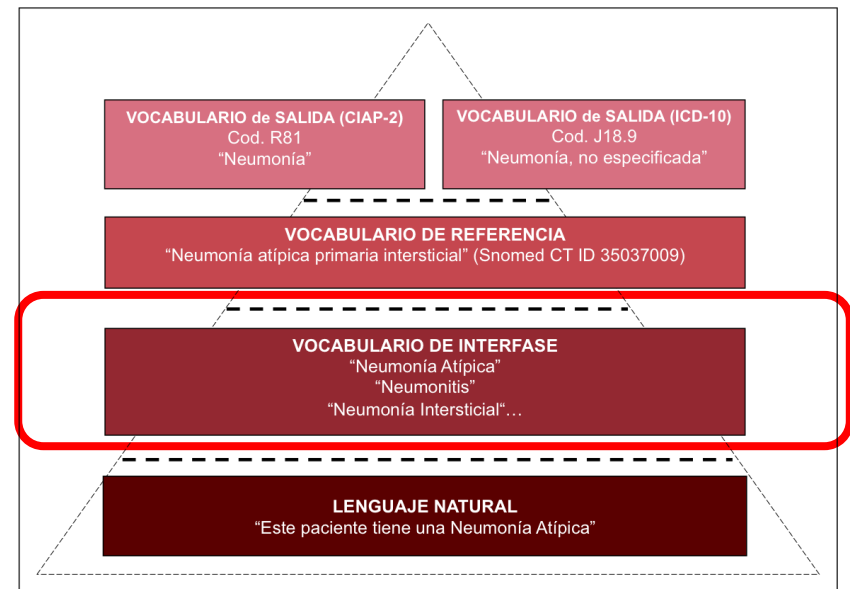 VOCABULARIO de SALIDA (CIAP-2)
Cod. R81
“Neumonía”
VOCABULARIO de SALIDA (ICD-10)
Cod. J18.9
“Neumonía, no especificada”
VOCABULARIO DE REFERENCIA
“Neumonía atípica primaria intersticial” (Snomed CT ID 35037009)
VOCABULARIO DE INTERFASE
“Neumonía Atípica”
“Neumonitis”
“Neumonía Intersticial“…
LENGUAJE NATURAL
“Este paciente tiene una Neumonía Atípica”